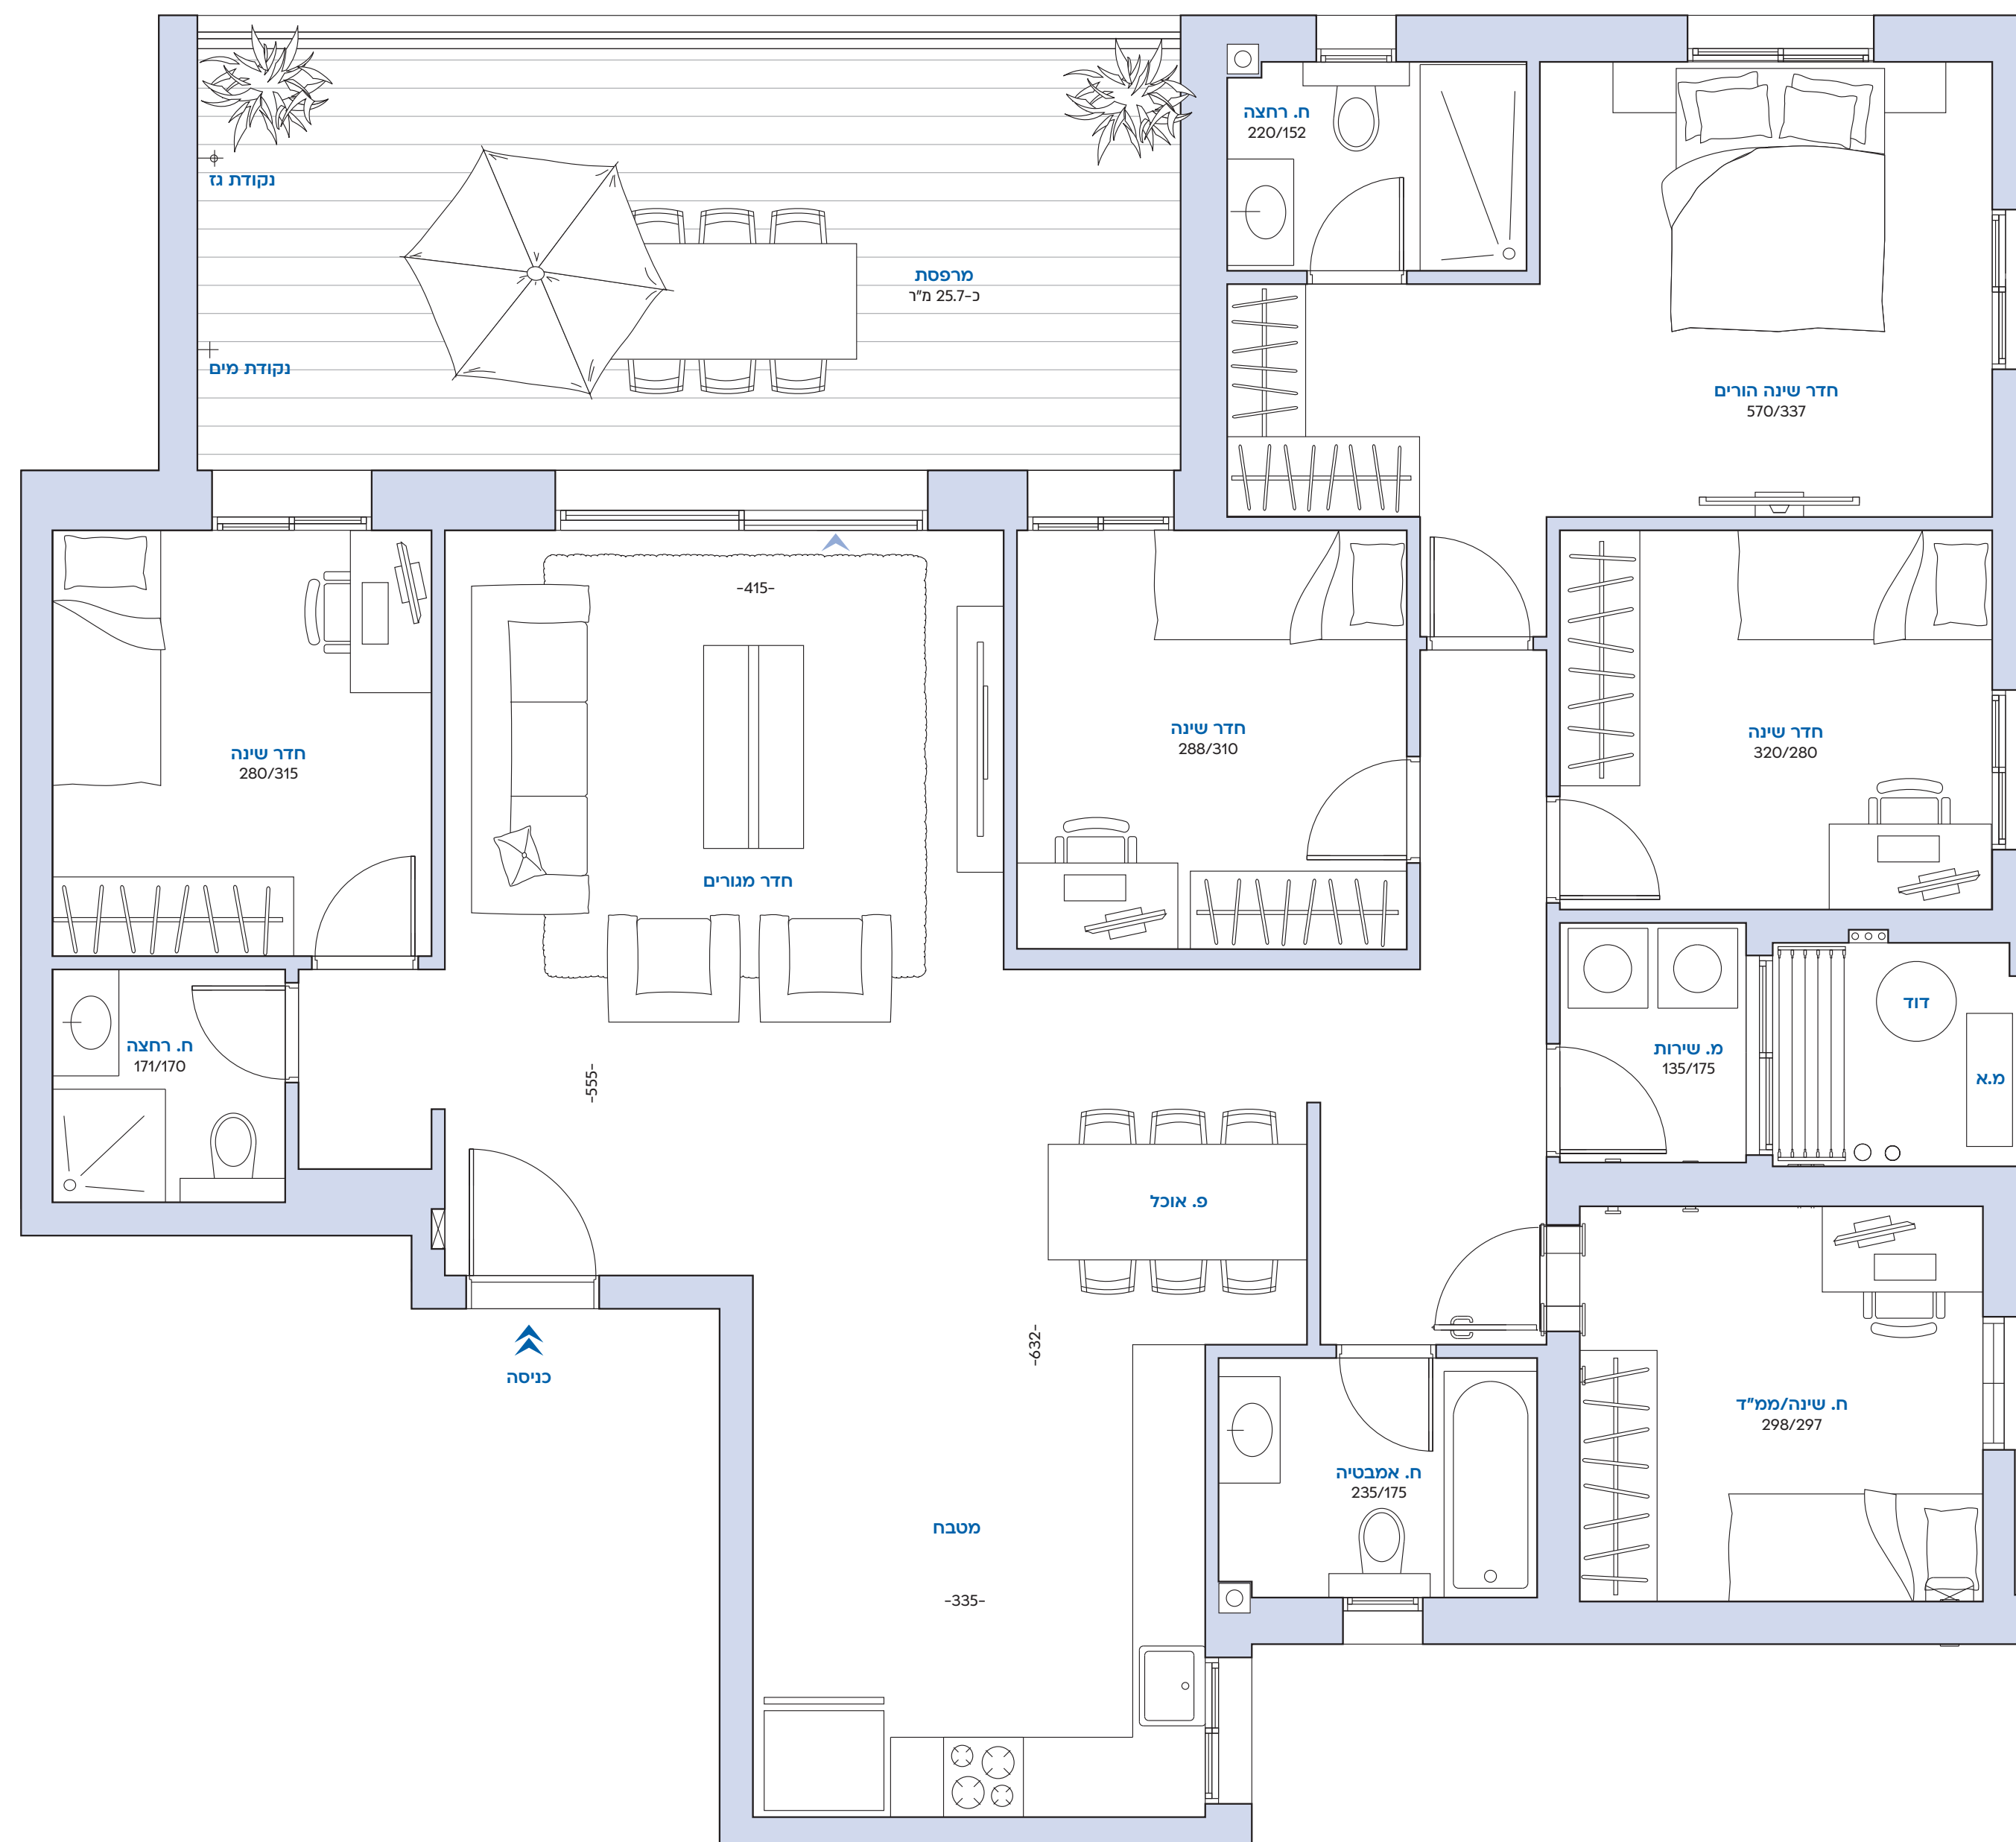 ח. רחצה
220/152
נקודת גז
מרפסת
כ-25.7 מ"ר
נקודת מים
חדר שינה הורים
570/337
-415-
חדר שינה
288/310
חדר שינה
320/280
חדר שינה
280/315
חדר מגורים
דוד
ח. רחצה
171/170
מ. שירות
135/175
מ.א
-555-
פ. אוכל
-632-
כניסה
ח. שינה/ממ"ד
298/297
ח. אמבטיה
235/175
מטבח
-335-